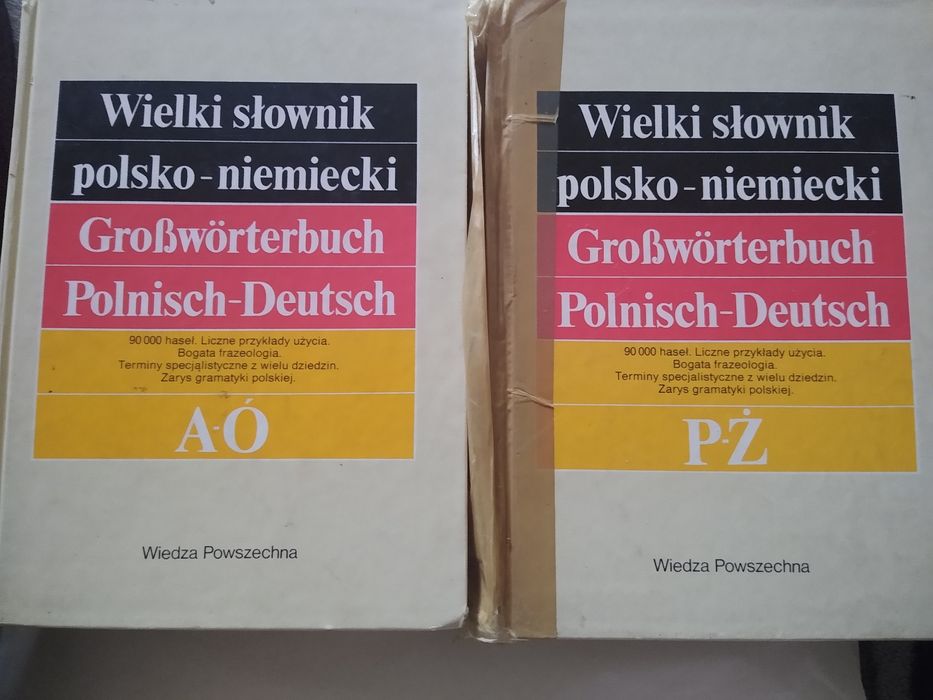 Wielki słownik
polsko-niemiecki
Großwörterbuch
Polnisch-Deutsch
90 000 haseł. Liczne przykłady użycia.
Bogata frazeologia.
Terminy specjalistyczne z wielu dziedzin.
Zarys gramatyki polskiej.
A-Ó
Wiedza Powszechna
Wielki słownik
polsko-niemiecki
Großwörterbuch
Polnisch-Deutsch
90 000 haseł. Liczne przykłady użycia.
Bogata frazeologia.
Terminy specjalistyczne z wielu dziedzin.
Zarys gramatyki polskiej.
P-Ż
Wiedza Powszechna